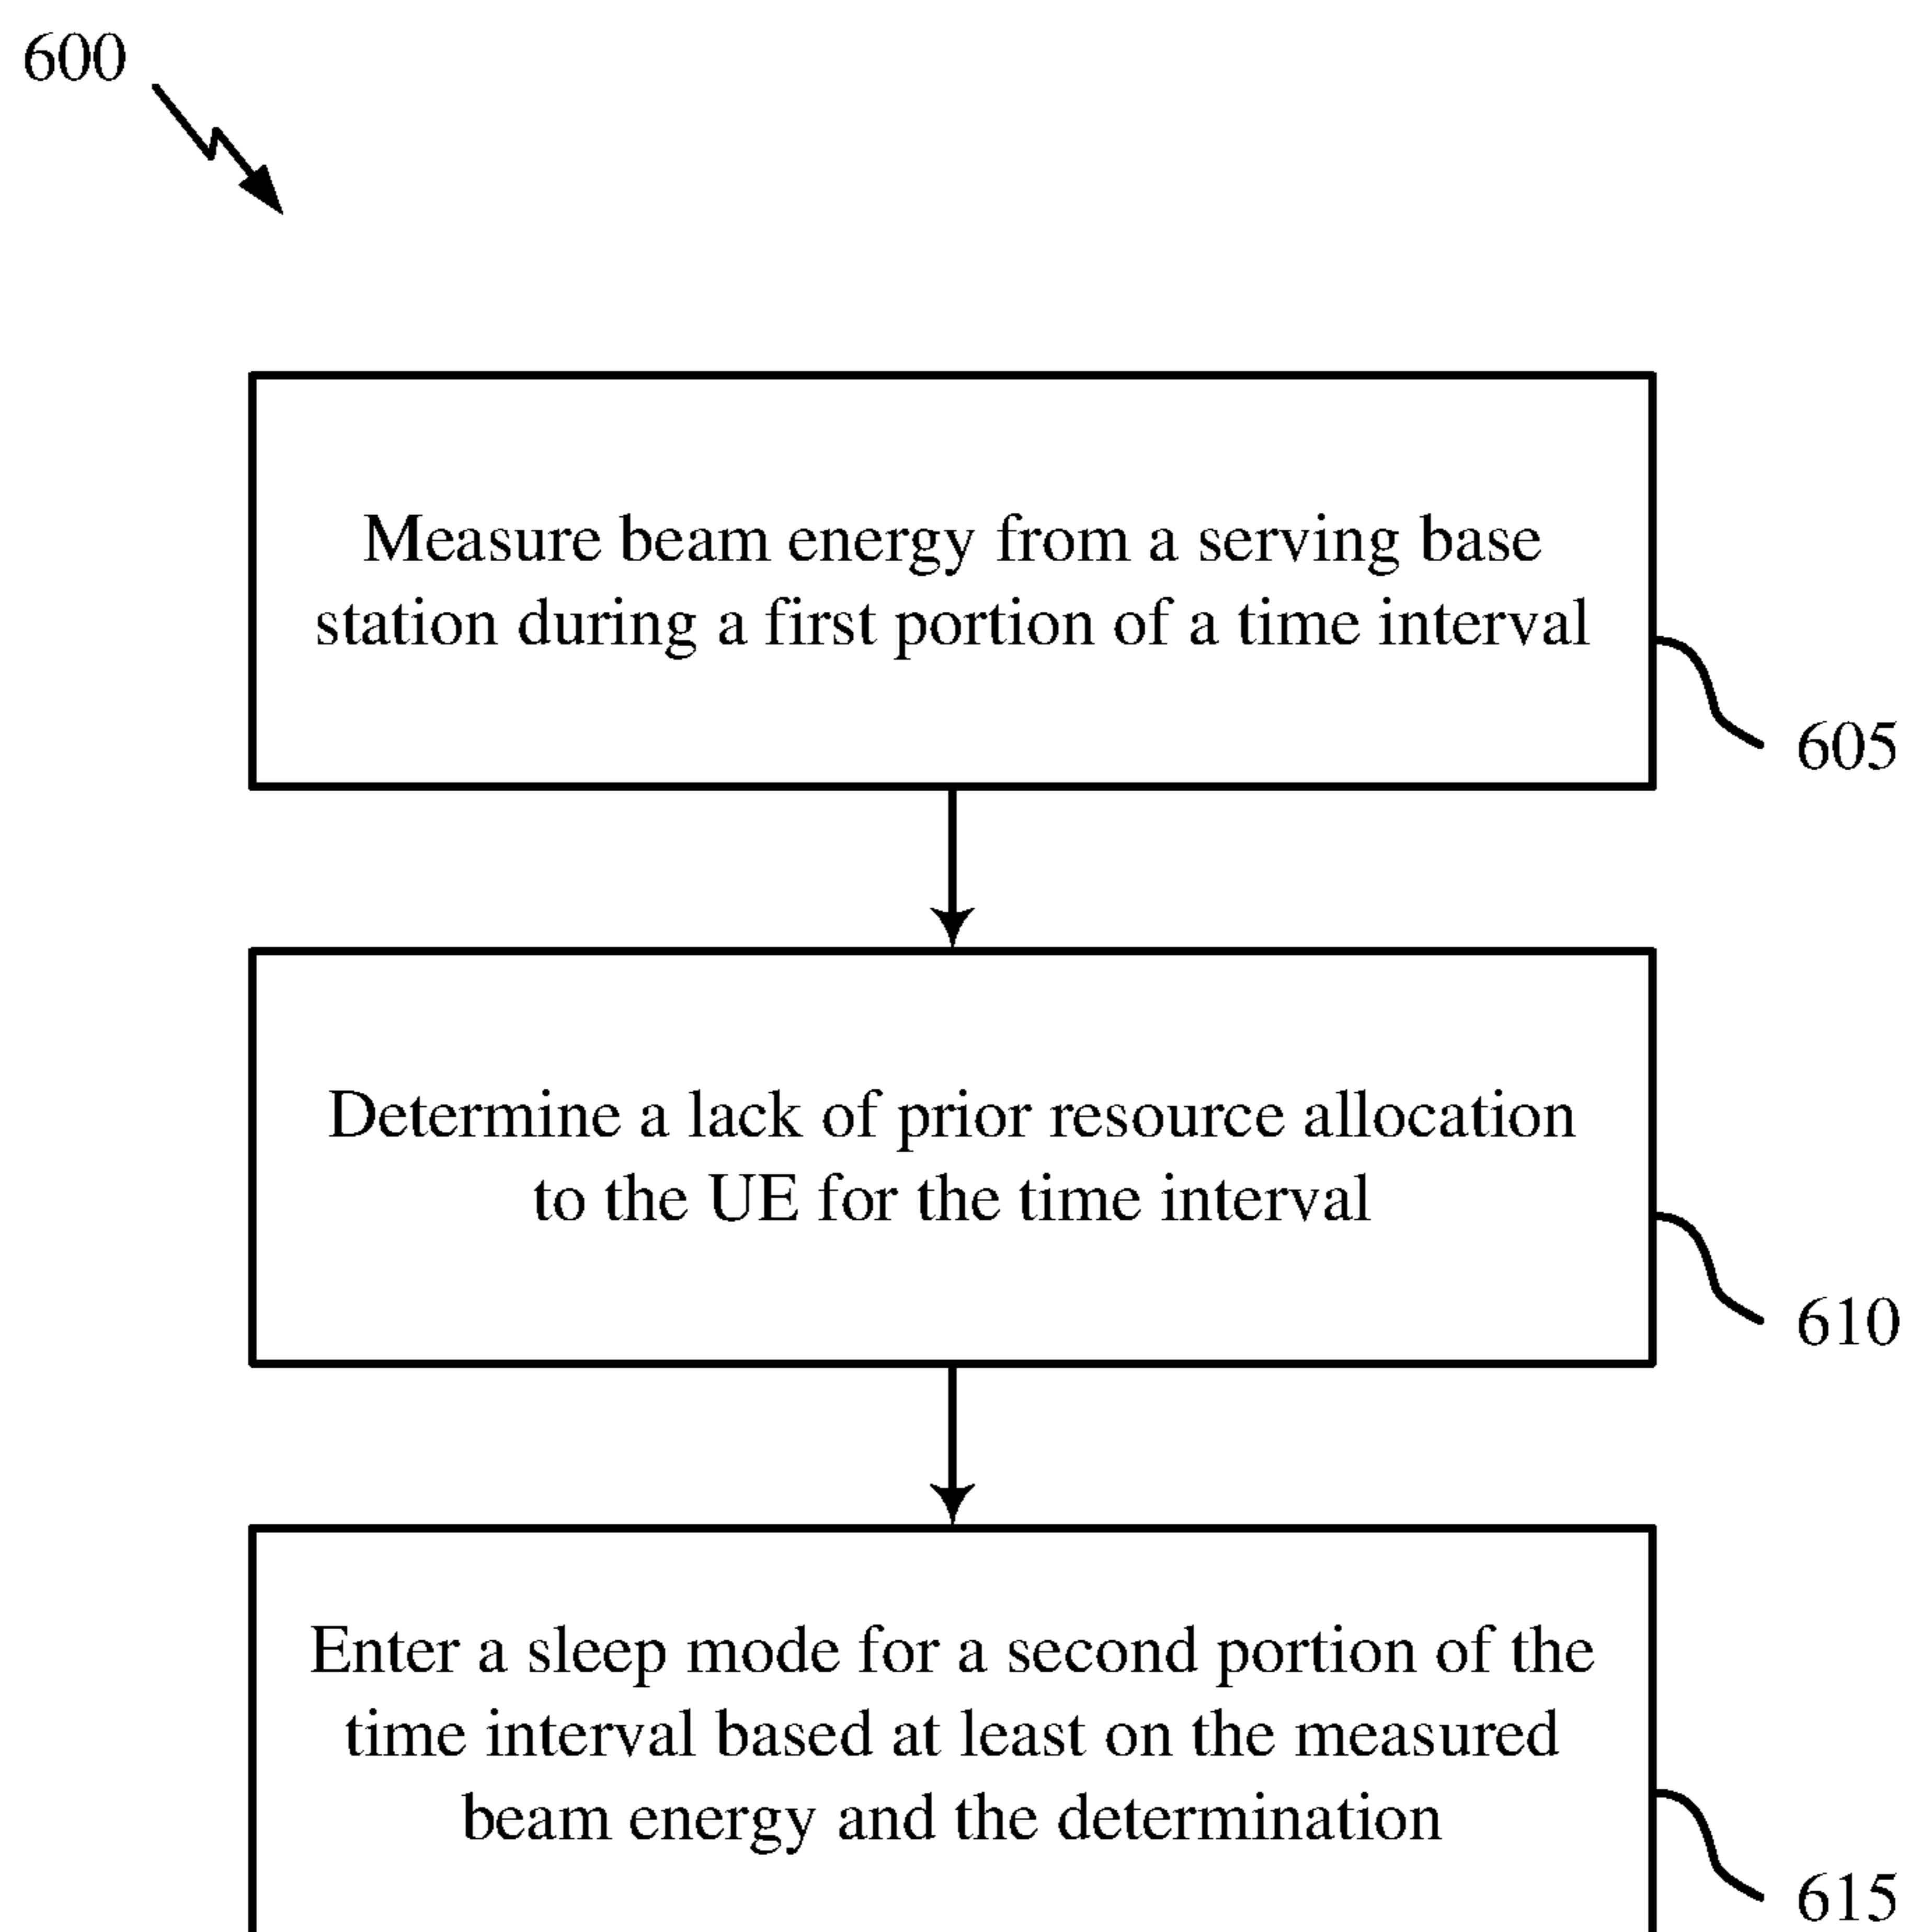 600
Measure beam energy from a serving base
station during a first portion of a time interval
605
Determine a lack of prior resource allocation
to the UE for the time interval
610
Enter a sleep mode for a second portion of the
time interval based at least on the measured
beam energy and the determination
615